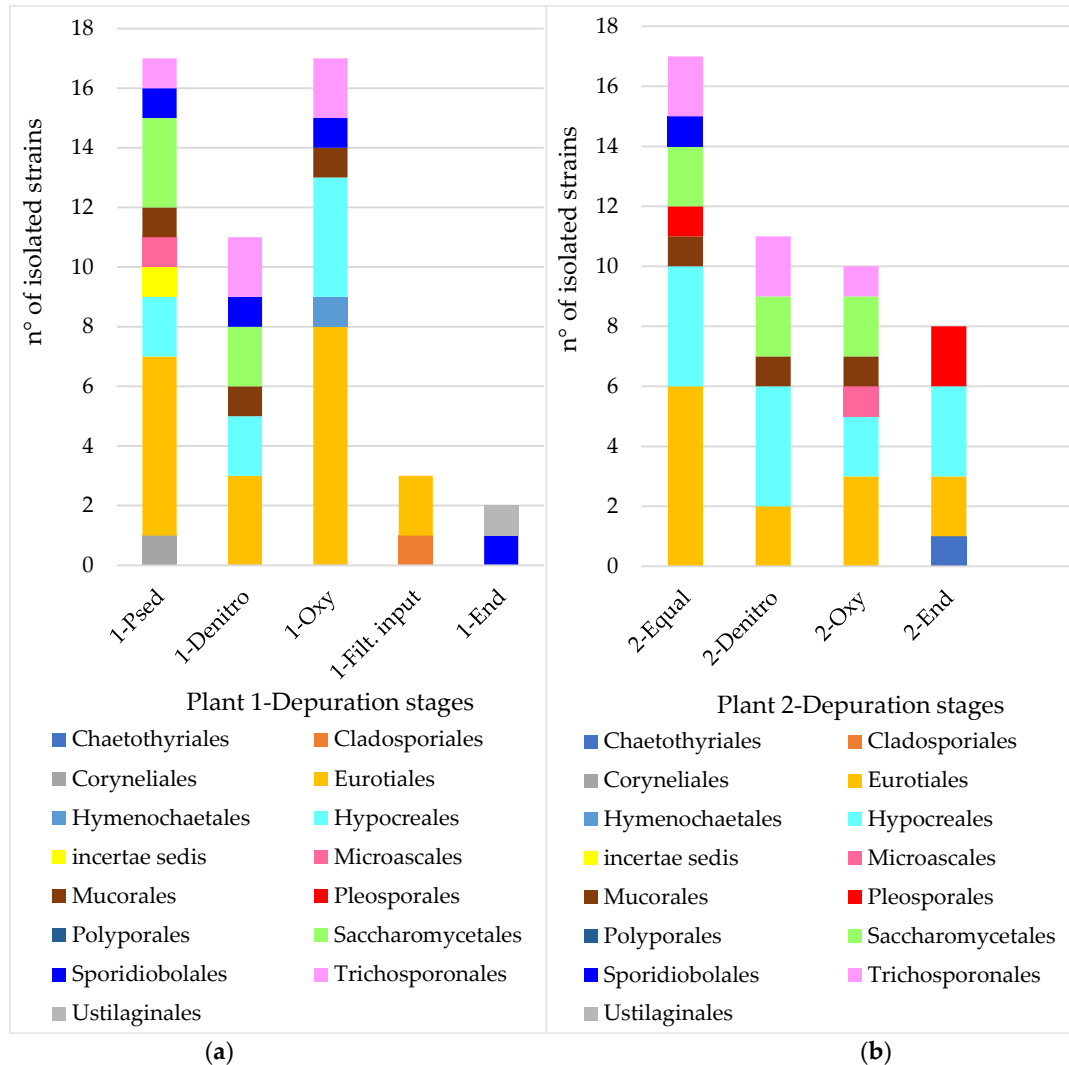 n° of isolated strains
18
16
14
12
10
8
6
4
2
0
1-Psed
1-Denitro
1-Oxy
1-Filt. input
1-End
Plant 1-Depuration stages
Chaetothyriales
Cladosporiales
Coryneliales
Eurotiales
Hymenochaetales
Hypocreales
incertae sedis
Microascales
Mucorales
Pleosporales
Polyporales
Saccharomycetales
Sporidiobolales
Trichosporonales
Ustilaginales
(a)
n° of isolated strains
18
16
14
12
10
8
6
4
2
0
2-Equal
2-Denitro
2-Oxy
2-End
Plant 2-Depuration stages
Chaetothyriales
Cladosporiales
Coryneliales
Eurotiales
Hymenochaetales
Hypocreales
incertae sedis
Microascales
Mucorales
Pleosporales
Polyporales
Saccharomycetales
Sporidiobolales
Trichosporonales
Ustilaginales
(b)